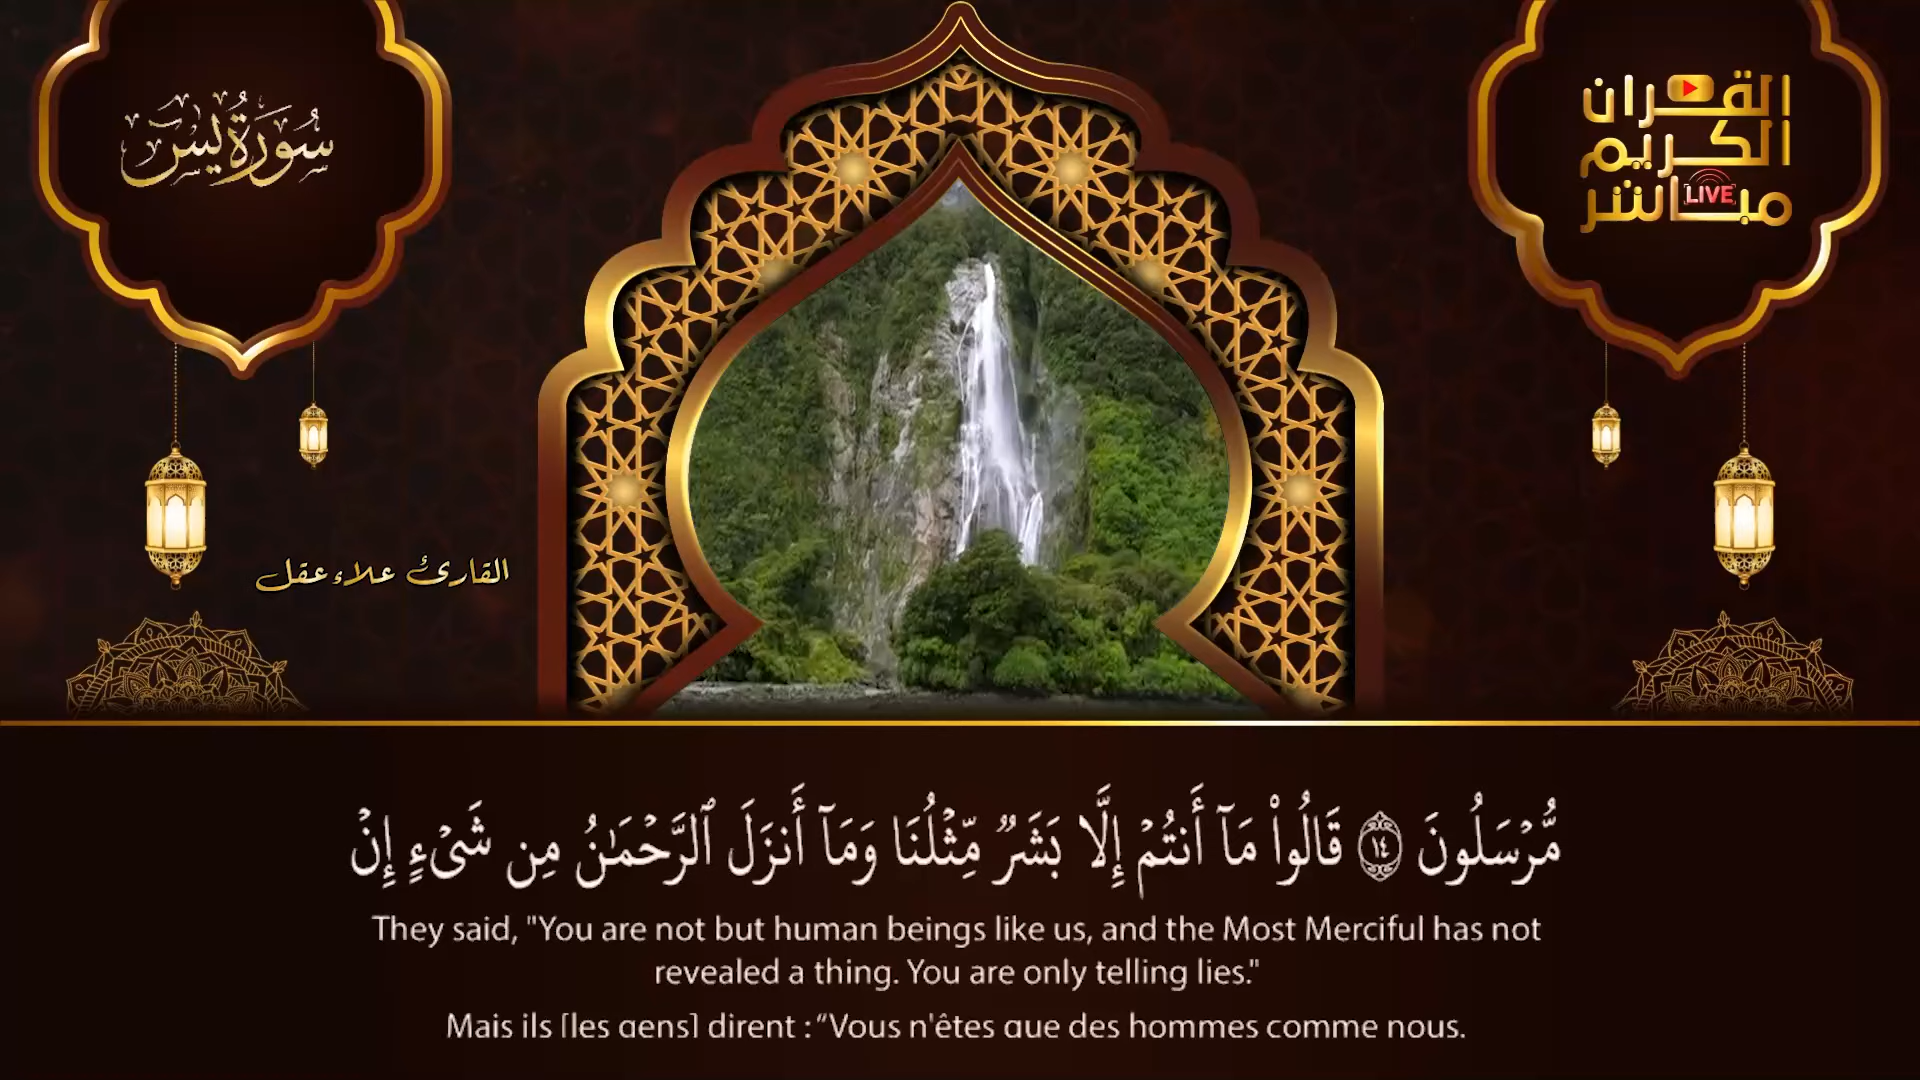 سُورَةُ يس
القرآن
الكريم
مباشر
LIVE
القارئ علاء عقل
مُّرْسَلُونَ ١٤ قَالُوا۟ مَآ أَنتُمْ إِلَّا بَشَرٌ مِّثْلُنَا وَمَآ أَنزَلَ ٱلرَّحْمَـٰنُ مِن شَىْءٍ إِنْ
They said, "You are not but human beings like us, and the Most Merciful has not
revealed a thing. You are only telling lies."
Mais ils [les gens] dirent : “Vous n'êtes que des hommes comme nous.